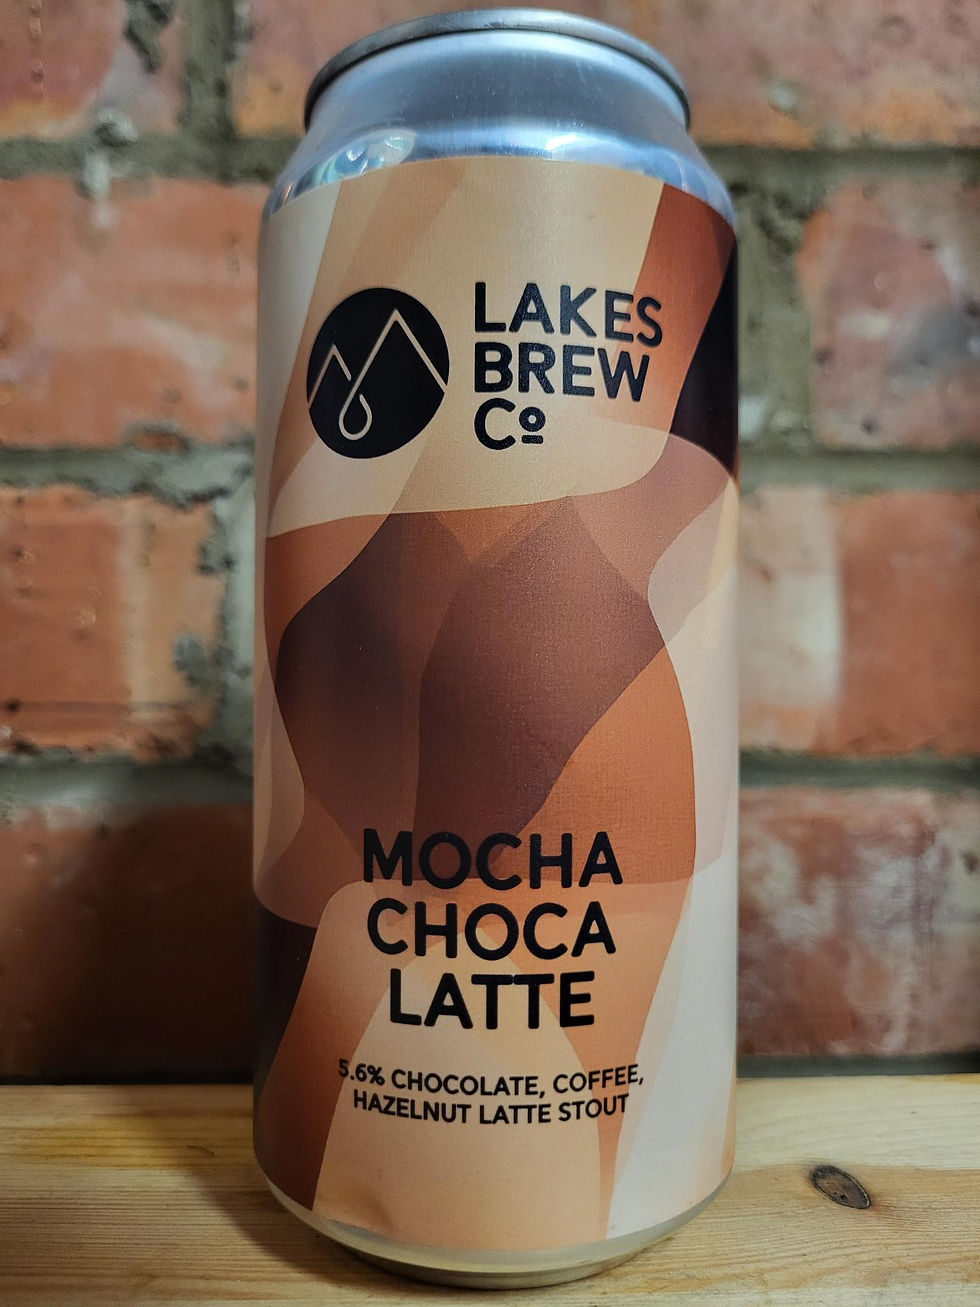 LAKES
BREW
Cº
MOCHA
CHOCA
LATTE
5.6% CHOCOLATE, COFFEE,
HAZELNUT LATTE STOUT